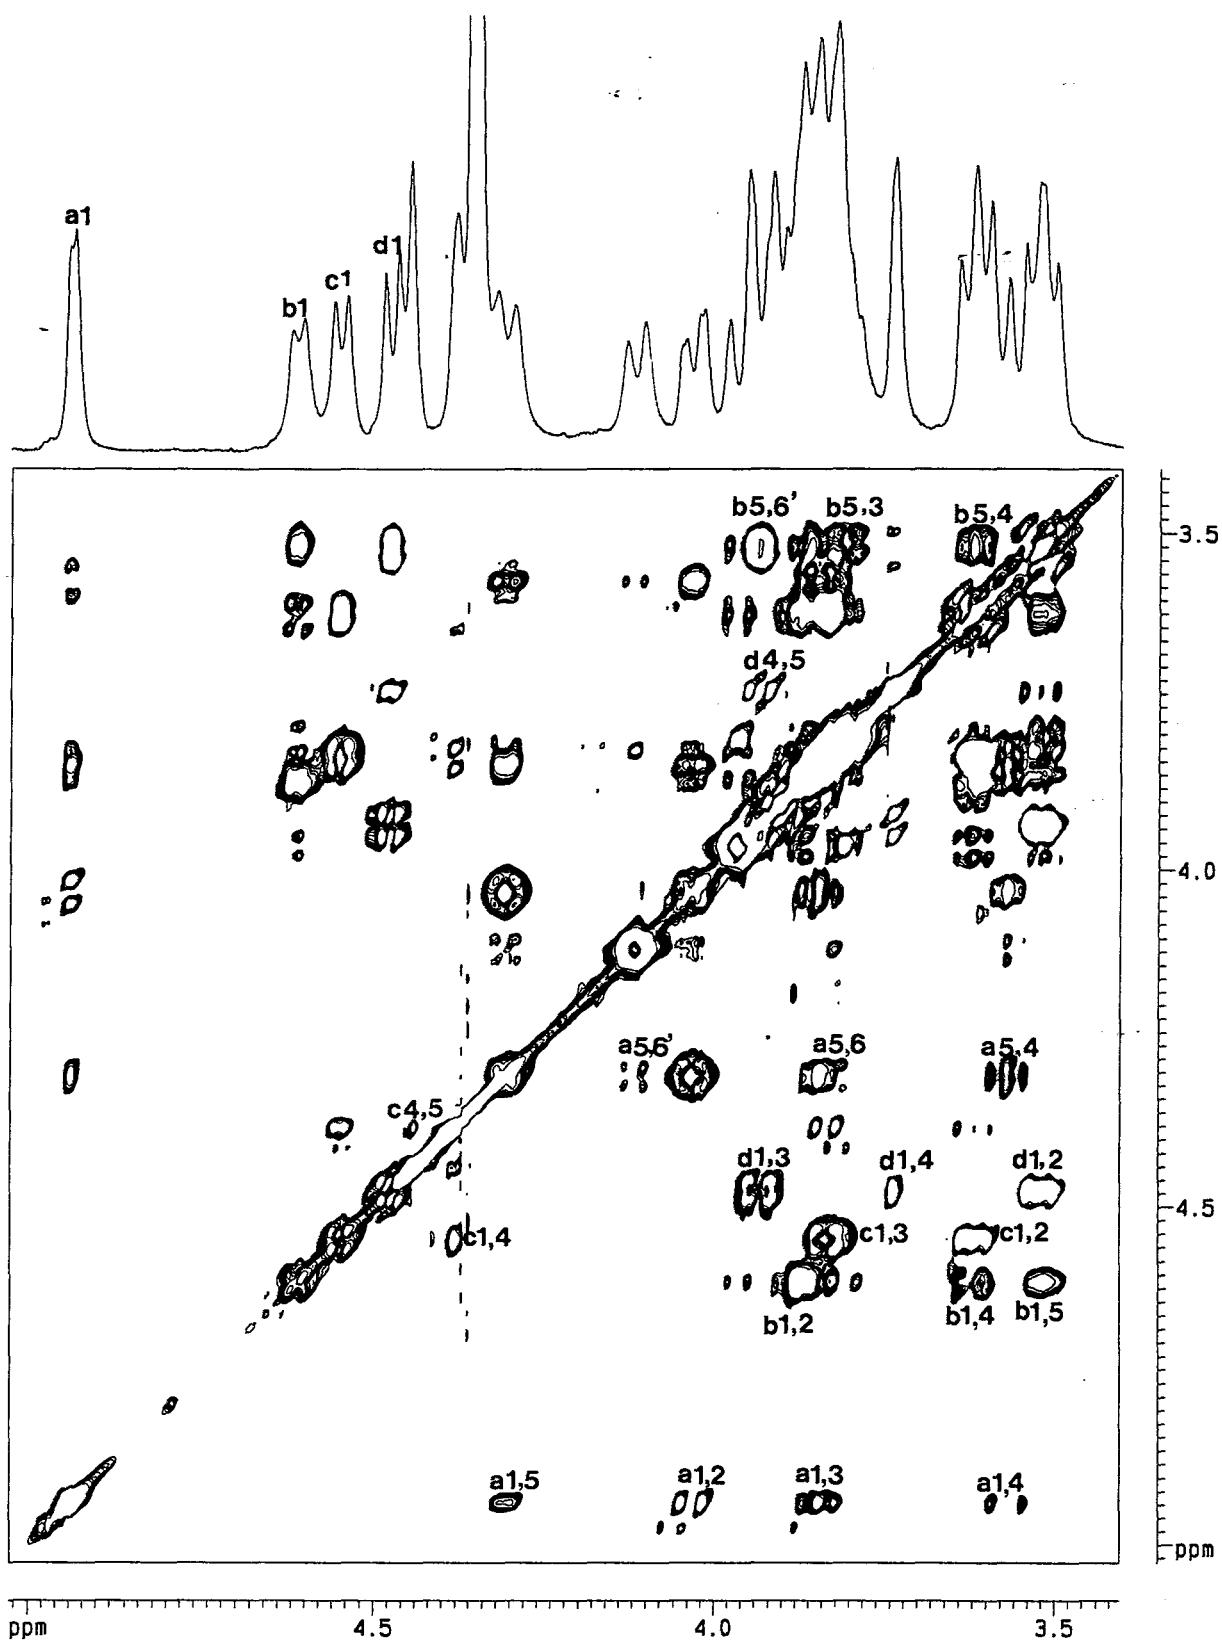 a1
b1
c1
d1
b5,6' b5,3 b5,4
3.5
d4,5
4.0
a5,6' a5,6 a5,4
c4,5
d1,3 d1,4 d1,2
4.5
c1,4 c1,3 c1,2
b1,2 b1,4 b1,5
a1,5 a1,2 a1,3 a1,4
ppm
ppm 4.5 4.0 3.5